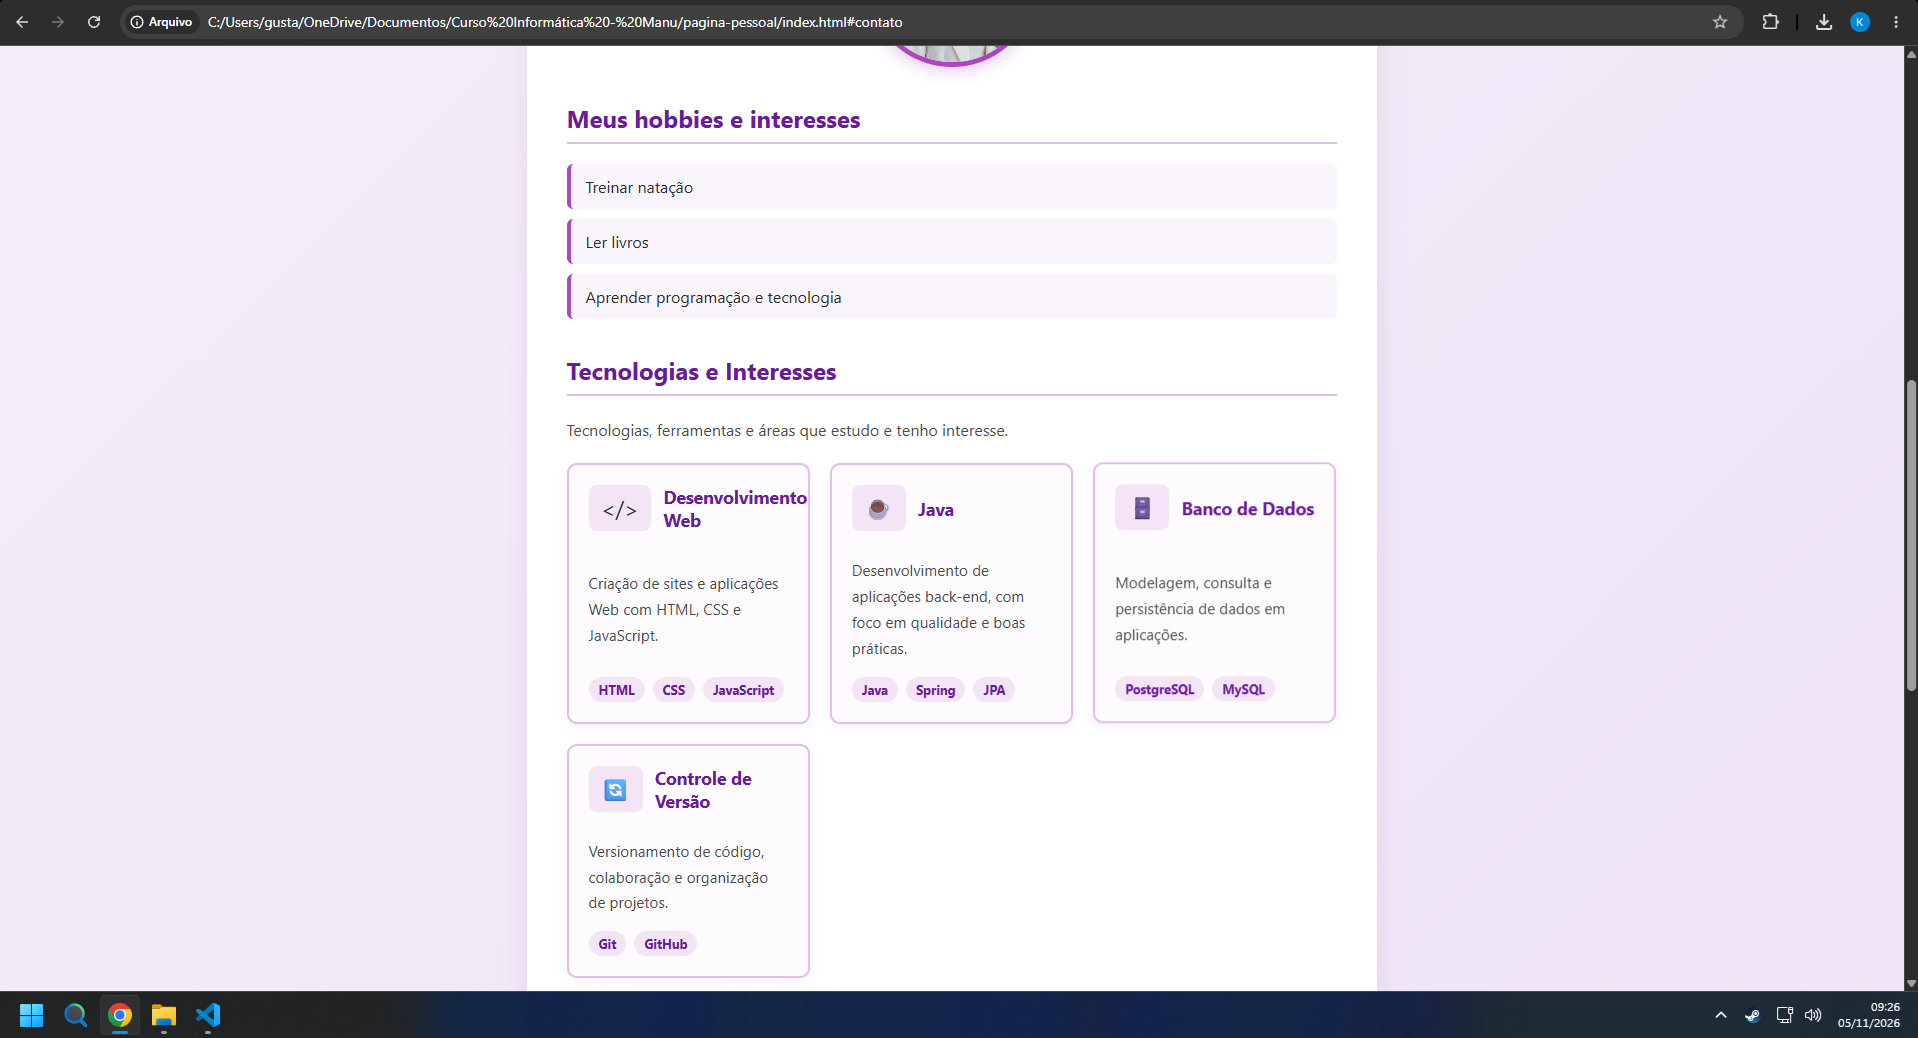 Arquivo
C:/Users/gusta/OneDrive/Documentos/Curso%20Informática%20-%20Manu/pagina-pessoal/index.html#contato
K
Meus hobbies e interesses
Treinar natação
Ler livros
Aprender programação e tecnologia
Tecnologias e Interesses
Tecnologias, ferramentas e áreas que estudo e tenho interesse.
</>
Desenvolvimento
Web
Criação de sites e aplicações
Web com HTML, CSS e
JavaScript.
HTML CSS JavaScript
Java
Desenvolvimento de
aplicações back-end, com
foco em qualidade e boas
práticas.
Java Spring JPA
Banco de Dados
Modelagem, consulta e
persistência de dados em
aplicações.
PostgreSQL MySQL
Controle de
Versão
Versionamento de código,
colaboração e organização
de projetos.
Git GitHub
09:26
05/11/2026